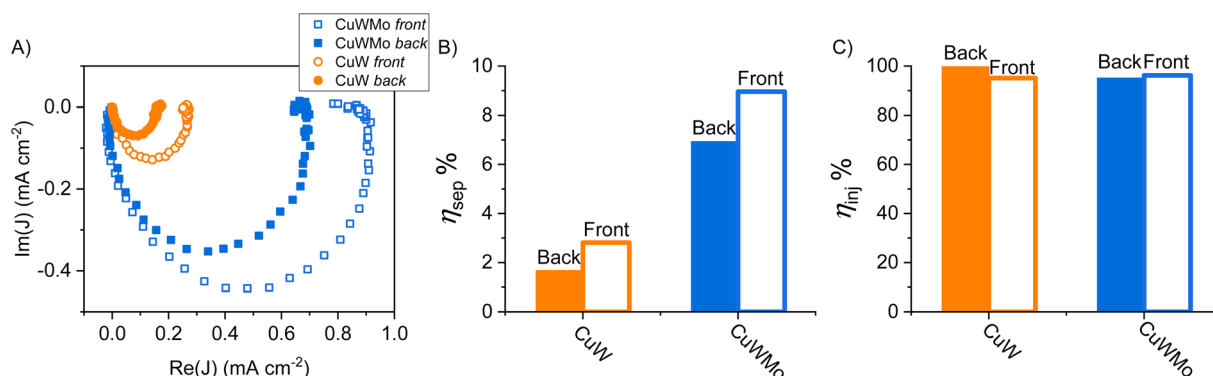 A)
CuWMo front
CuWMo back
CuW front
CuW back
0.0
-0.2
-0.4
Im(J) (mA cm-2)
0.0 0.2 0.4 0.6 0.8 1.0
Re(J) (mA cm-2)
B)
10
8
6
4
2
0
ηsep %
Back
Front
Back
Front
CuW
CuWMo
C)
100
80
60
40
20
0
ηinj %
Back
Front
Back
Front
CuW
CuWMo